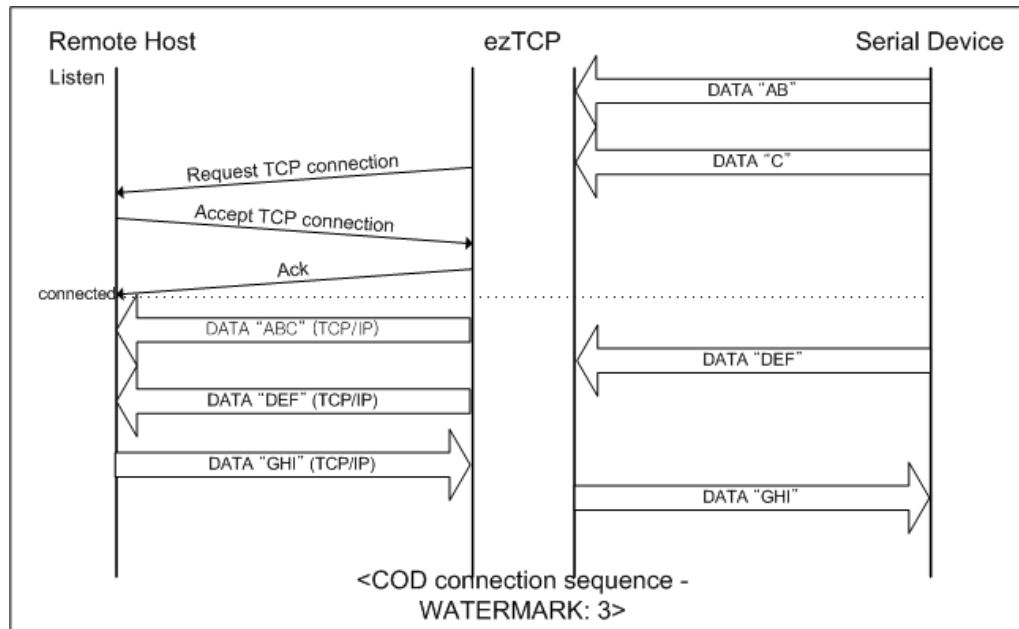 Remote Host
ezTCP
Serial Device
Listen
DATA “AB”
DATA “C”
Request TCP connection
Accept TCP connection
Ack
connected
DATA “ABC” (TCP/IP)
DATA “DEF”
DATA “DEF” (TCP/IP)
DATA “GHI” (TCP/IP)
DATA “GHI”
<COD connection sequence -
WATERMARK: 3>